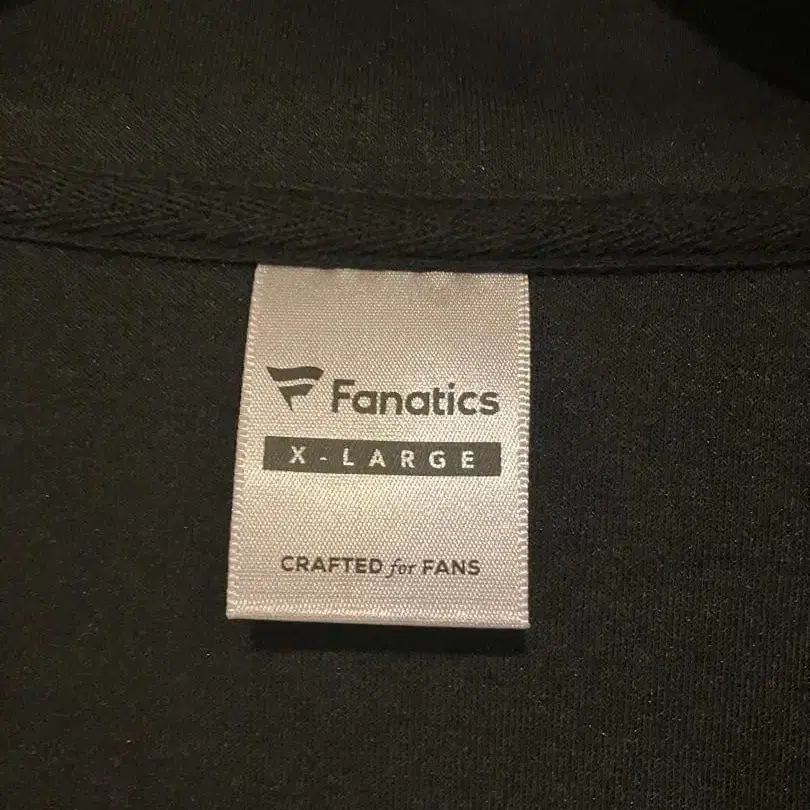 Fanatics
X-LARGE
CRAFTED for FANS